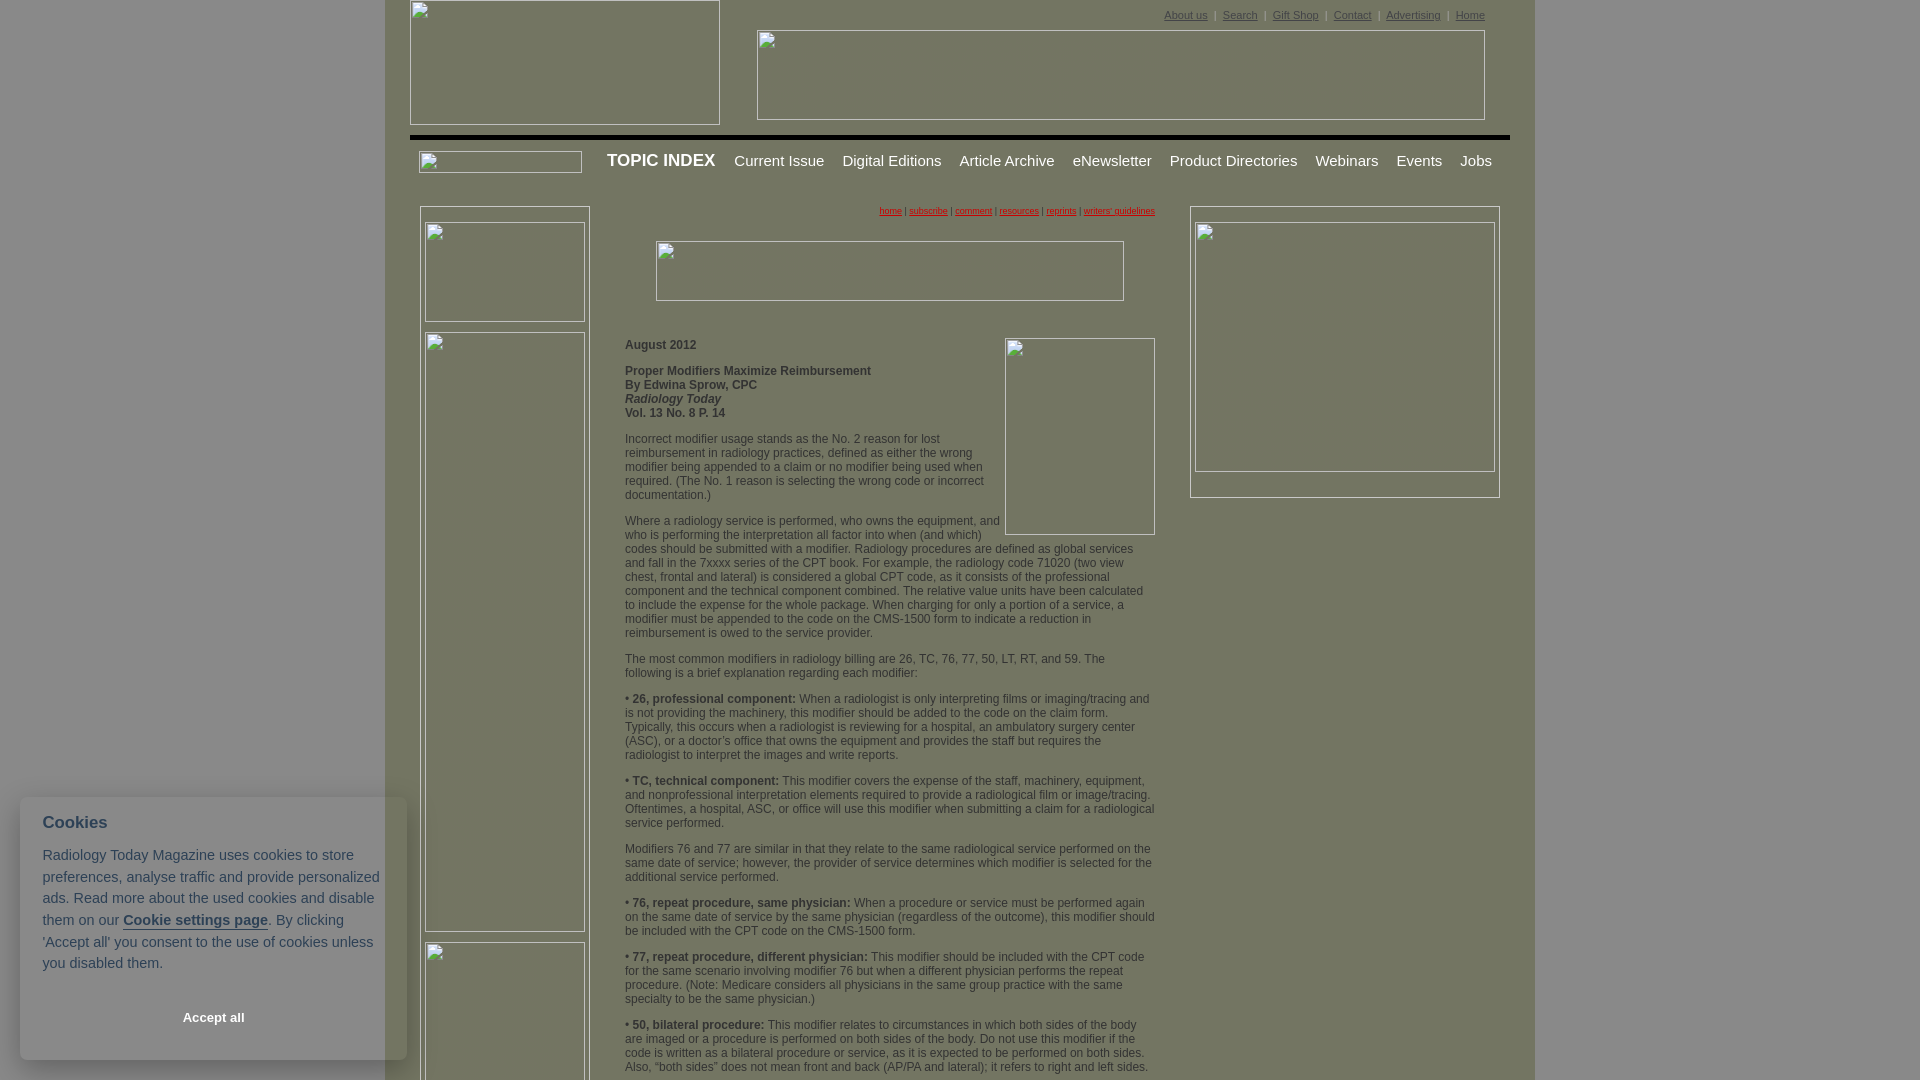 About us | Search | Gift Shop | Contact | Advertising | Home
TOPIC INDEX Current Issue Digital Editions Article Archive eNewsletter Product Directories Webinars Events Jobs
home | subscribe | comment | resources | reprints | writers' guidelines
August 2012
Proper Modifiers Maximize Reimbursement
By Edwina Sprow, CPC
Radiology Today
Vol. 13 No. 8 P. 14
Incorrect modifier usage stands as the No. 2 reason for lost
reimbursement in radiology practices, defined as either the wrong
modifier being appended to a claim or no modifier being used when
required. (The No. 1 reason is selecting the wrong code or incorrect
documentation.)
Where a radiology service is performed, who owns the equipment, and
who is performing the interpretation all factor into when (and which)
codes should be submitted with a modifier. Radiology procedures are defined as global services
and fall in the 7xxxx series of the CPT book. For example, the radiology code 71020 (two view
chest, frontal and lateral) is considered a global CPT code, as it consists of the professional
component and the technical component combined. The relative value units have been calculated
to include the expense for the whole package. When charging for only a portion of a service, a
modifier must be appended to the code on the CMS-1500 form to indicate a reduction in
reimbursement is owed to the service provider.
The most common modifiers in radiology billing are 26, TC, 76, 77, 50, LT, RT, and 59. The
following is a brief explanation regarding each modifier:
• 26, professional component: When a radiologist is only interpreting films or imaging/tracing and
is not providing the machinery, this modifier should be added to the code on the claim form.
Typically, this occurs when a radiologist is reviewing for a hospital, an ambulatory surgery center
(ASC), or a doctor’s office that owns the equipment and provides the staff but requires the
radiologist to interpret the images and write reports.
• TC, technical component: This modifier covers the expense of the staff, machinery, equipment,
and nonprofessional interpretation elements required to provide a radiological film or image/tracing.
Oftentimes, a hospital, ASC, or office will use this modifier when submitting a claim for a radiological
service performed.
Modifiers 76 and 77 are similar in that they relate to the same radiological service performed on the
same date of service; however, the provider of service determines which modifier is selected for the
additional service performed.
• 76, repeat procedure, same physician: When a procedure or service must be performed again
on the same date of service by the same physician (regardless of the outcome), this modifier should
be included with the CPT code on the CMS-1500 form.
• 77, repeat procedure, different physician: This modifier should be included with the CPT code
for the same scenario involving modifier 76 but when a different physician performs the repeat
procedure. (Note: Medicare considers all physicians in the same group practice with the same
specialty to be the same physician.)
• 50, bilateral procedure: This modifier relates to circumstances in which both sides of the body
are imaged or a procedure is performed on both sides of the body. Do not use this modifier if the
code is written as a bilateral procedure or service, as it is expected to be performed on both sides.
Also, “both sides” does not mean front and back (AP/PA and lateral); it refers to right and left sides.
Cookies
Radiology Today Magazine uses cookies to store
preferences, analyse traffic and provide personalized
ads. Read more about the used cookies and disable
them on our Cookie settings page. By clicking
'Accept all' you consent to the use of cookies unless
you disabled them.
Accept all